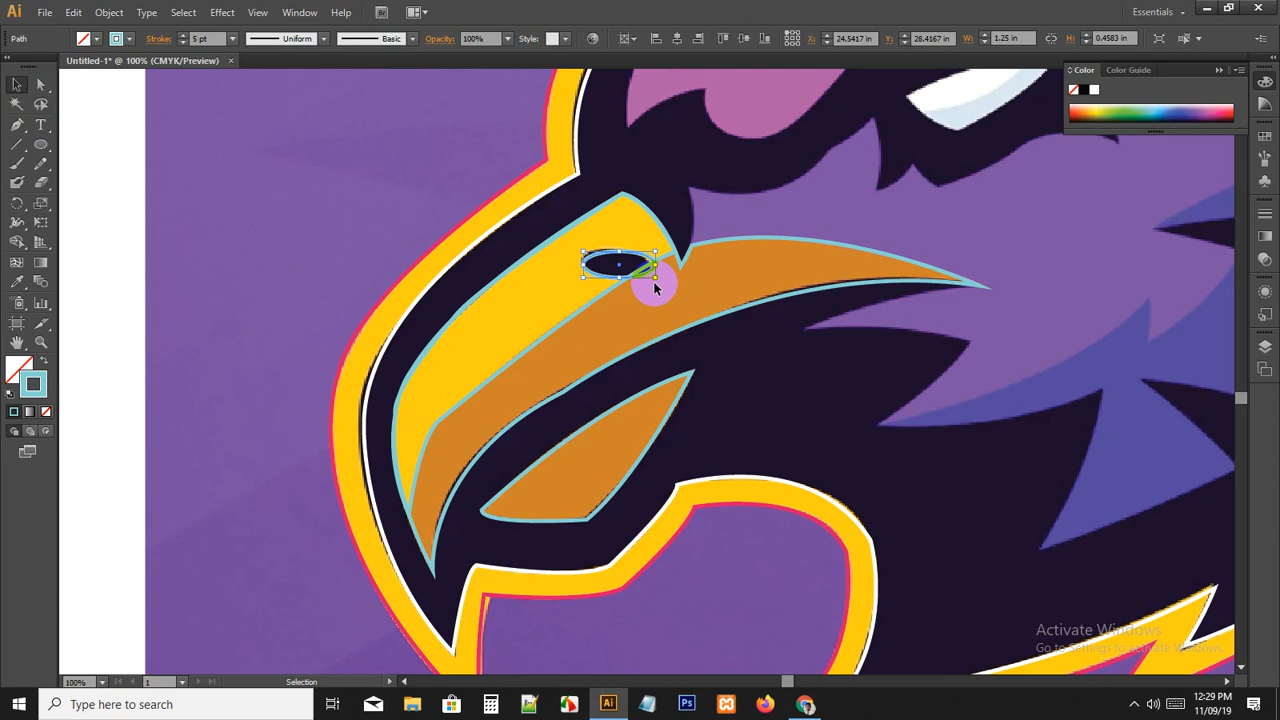 Ai File Edit Object Type Select Effect View Window Help Br Essentials
Path Stroke: 5 pt Uniform Basic Opacity: 100% Style: X: 24.5417 in Y: 28.4167 in W: 1.25 in H: 0.4583 in
Untitled-1* @ 100% (CMYK/Preview) ×
Color Color Guide
Activate Windows
Go to Settings to activate Windows.
100% 1 Selection
Type here to search Ai Ps 12:29 PM
11/09/19